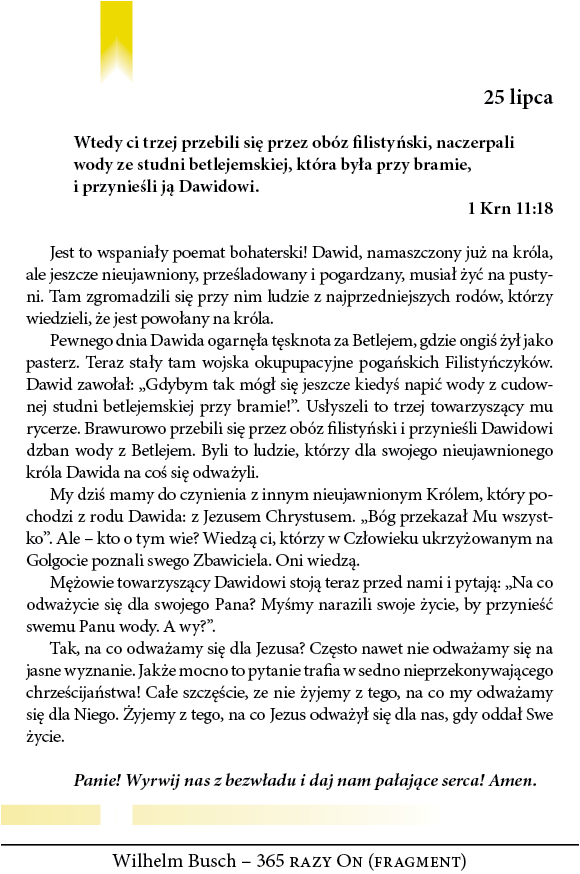 25 lipca
Wtedy ci trzej przebili się przez obóz filistyński, naczerpali
wody ze studni betlejemskiej, która była przy bramie,
i przynieśli ją Dawidowi.
1 Krn 11:18
Jest to wspaniały poemat bohaterski! Dawid, namaszczony już na króla,
ale jeszcze nieujawniony, prześladowany i pogardzany, musiał żyć na pusty-
ni. Tam zgromadzili się przy nim ludzie z najprzedniejszych rodów, którzy
wiedzieli, że jest powołany na króla.
Pewnego dnia Dawida ogarnęła tęsknota za Betlejem, gdzie ongiś żył jako
pasterz. Teraz stały tam wojska okupupacyjne pogańskich Filistyńczyków.
Dawid zawołał: „Gdybym tak mógł się jeszcze kiedyś napić wody z cudow-
nej studni betlejemskiej przy bramie!”. Usłyszeli to trzej towarzyszący mu
rycerze. Brawurowo przebili się przez obóz filistyński i przynieśli Dawidowi
dzban wody z Betlejem. Byli to ludzie, którzy dla swojego nieujawnionego
króla Dawida na coś się odważyli.
My dziś mamy do czynienia z innym nieujawnionym Królem, który po-
chodzi z rodu Dawida: z Jezusem Chrystusem. „Bóg przekazał Mu wszyst-
ko”. Ale – kto o tym wie? Wiedzą ci, którzy w Człowieku ukrzyżowanym na
Golgocie poznali swego Zbawiciela. Oni wiedzą.
Mężowie towarzyszący Dawidowi stoją teraz przed nami i pytają: „Na co
odważycie się dla swojego Pana? Myśmy narazili swoje życie, by przynieść
swemu Panu wody. A wy?”.
Tak, na co odważamy się dla Jezusa? Często nawet nie odważamy się na
jasne wyznanie. Jakże mocno to pytanie trafia w sedno nieprzekonywającego
chrześcijaństwa! Całe szczęście, ze nie żyjemy z tego, na co my odważamy
się dla Niego. Żyjemy z tego, na co Jezus odważył się dla nas, gdy oddał Swe
życie.
Panie! Wyrwij nas z bezwładu i daj nam pałające serca! Amen.
Wilhelm Busch – 365 razy On (fragment)